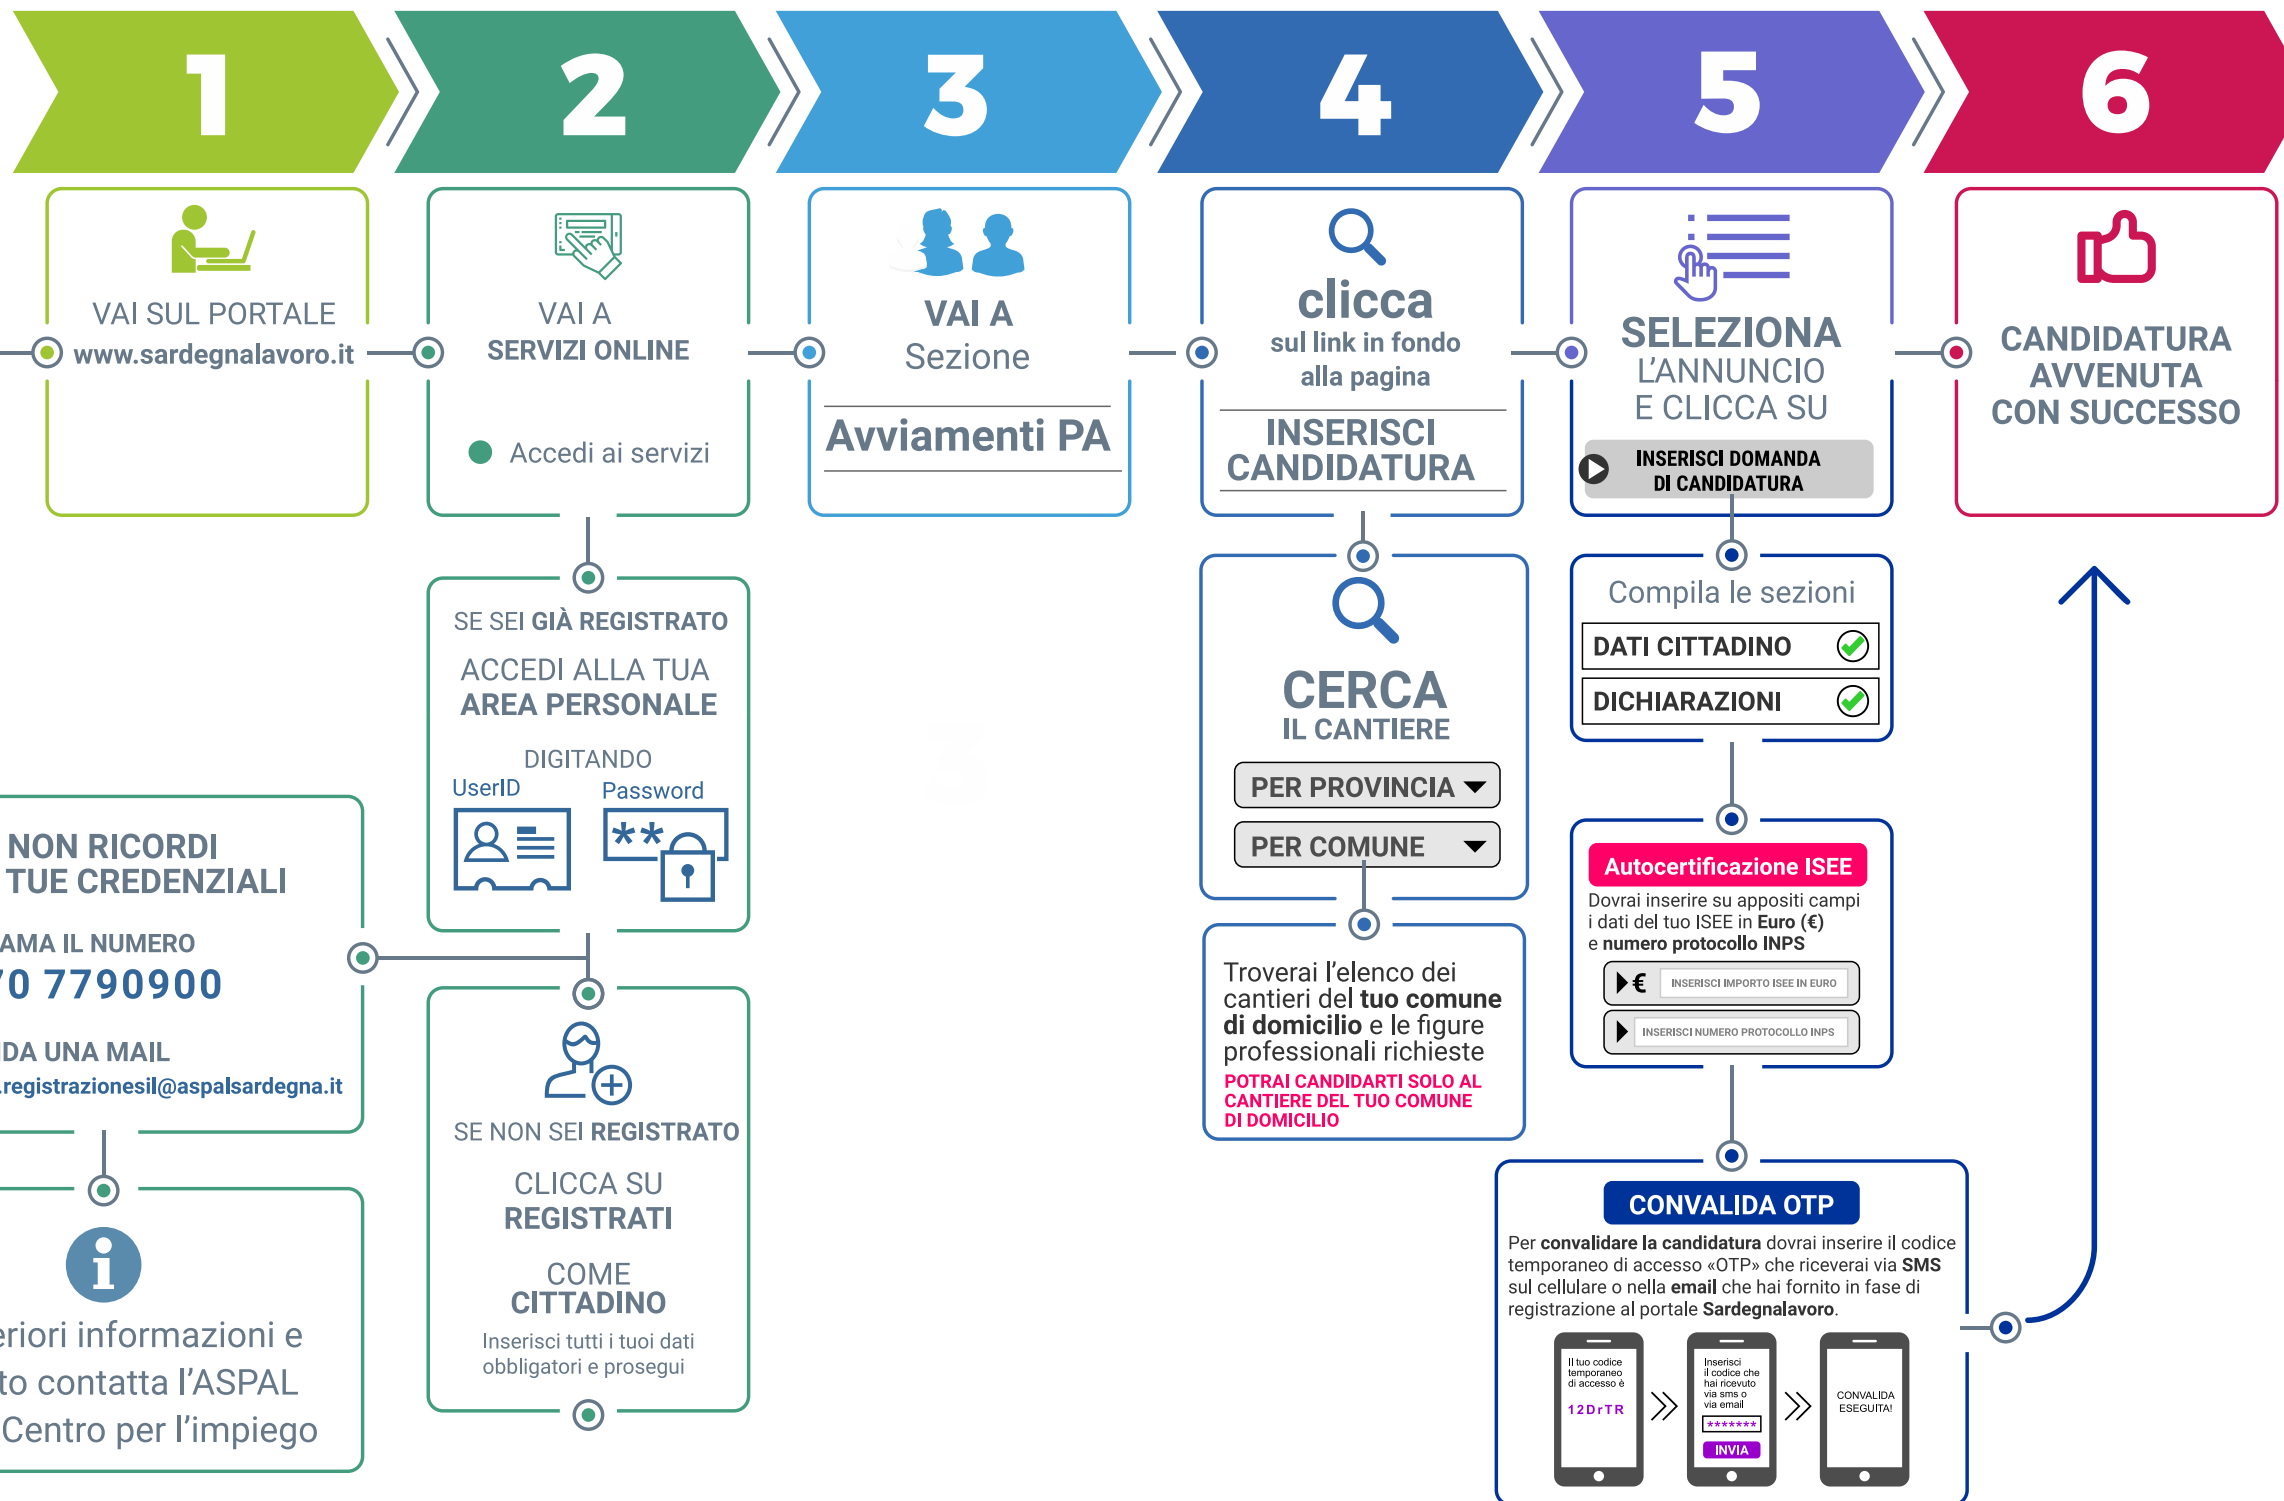 1
2
3
4
5
6
VAI SUL PORTALE
www.sardegnalavoro.it
VAI A
SERVIZI ONLINE
Accedi ai servizi
SE SEI GIÀ REGISTRATO
ACCEDI ALLA TUA
AREA PERSONALE
DIGITANDO
UserID
Password
**
NON RICORDI
TUE CREDENZIALI
IL NUMERO
7790900
UNA MAIL
.registrazionesil@aspalsardegna.it
informazioni e
contatta l'ASPAL
Centro per l'impiego
SE NON SEI REGISTRATO
CLICCA SU
REGISTRATI
COME
CITTADINO
Inserisci tutti i tuoi dati
obbligatori e prosegui
VAI A
Sezione
Avviamenti PA
clicca
sul link in fondo
alla pagina
INSERISCI
CANDIDATURA
CERCA
IL CANTIERE
PER PROVINCIA
PER COMUNE
Troverai l'elenco dei
cantieri del tuo comune
di domicilio e le figure
professionali richieste
POTRAI CANDIDARTI SOLO AL
CANTIERE DEL TUO COMUNE
DI DOMICILIO
SELEZIONA
L'ANNUNCIO
E CLICCA SU
INSERISCI DOMANDA
DI CANDIDATURA
Compila le sezioni
DATI CITTADINO
DICHIARAZIONI
Autocertificazione ISEE
Dovrai inserire su appositi campi
i dati del tuo ISEE in Euro (€)
e numero protocollo INPS
€ INSERISCI IMPORTO ISEE IN EURO
INSERISCI NUMERO PROTOCOLLO INPS
CONVALIDA OTP
Per convalidare la candidatura dovrai inserire il codice
temporaneo di accesso «OTP» che riceverai via SMS
sul cellulare o nella email che hai fornito in fase di
registrazione al portale Sardegnalavoro.
Il tuo codice
temporaneo
di accesso è
12DrTR
Inserisci
il codice che
hai ricevuto
via sms o
via email
*******
INVIA
CONVALIDA
ESEGUITA!
CANDIDATURA
AVVENUTA
CON SUCCESSO